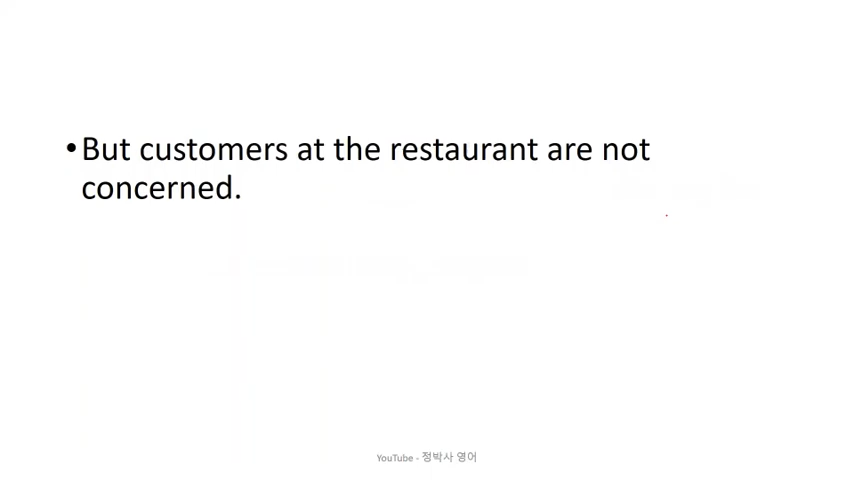 •But customers at the restaurant are not
concerned.
YouTube - 정박사 영어